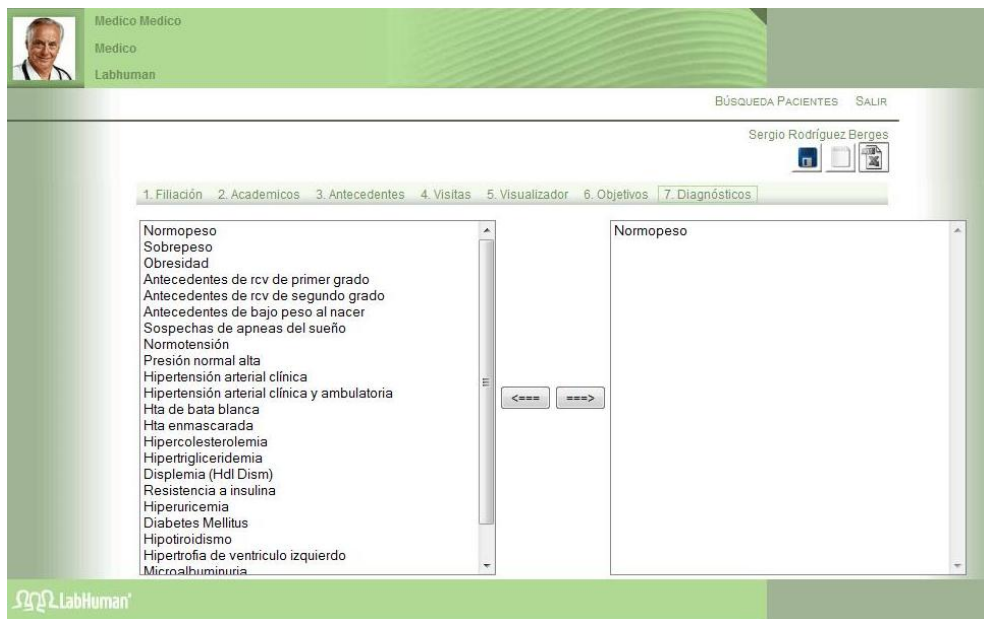 Medico Medico
Medico
Labhuman
BÚSQUEDA PACIENTES SALIR
Sergio Rodríguez Berges
1. Filiación 2. Academicos 3. Antecedentes 4. Visitas 5. Visualizador 6. Objetivos 7. Diagnósticos
Normopeso
Sobrepeso
Obresidad
Antecedentes de rcv de primer grado
Antecedentes de rcv de segundo grado
Antecedentes de bajo peso al nacer
Sospechas de apneas del sueño
Normotensión
Presión normal alta
Hipertensión arterial clínica
Hipertensión arterial clínica y ambulatoria
Hta de bata blanca
Hta enmascarada
Hipercolesterolemia
Hipertrigliceridemia
Displemia (Hdl Dism)
Resistencia a insulina
Hiperuricemia
Diabetes Mellitus
Hipotiroidismo
Hipertrofia de ventriculo izquierdo
Microalbuminuria
<=== ===>
Normopeso
LabHuman